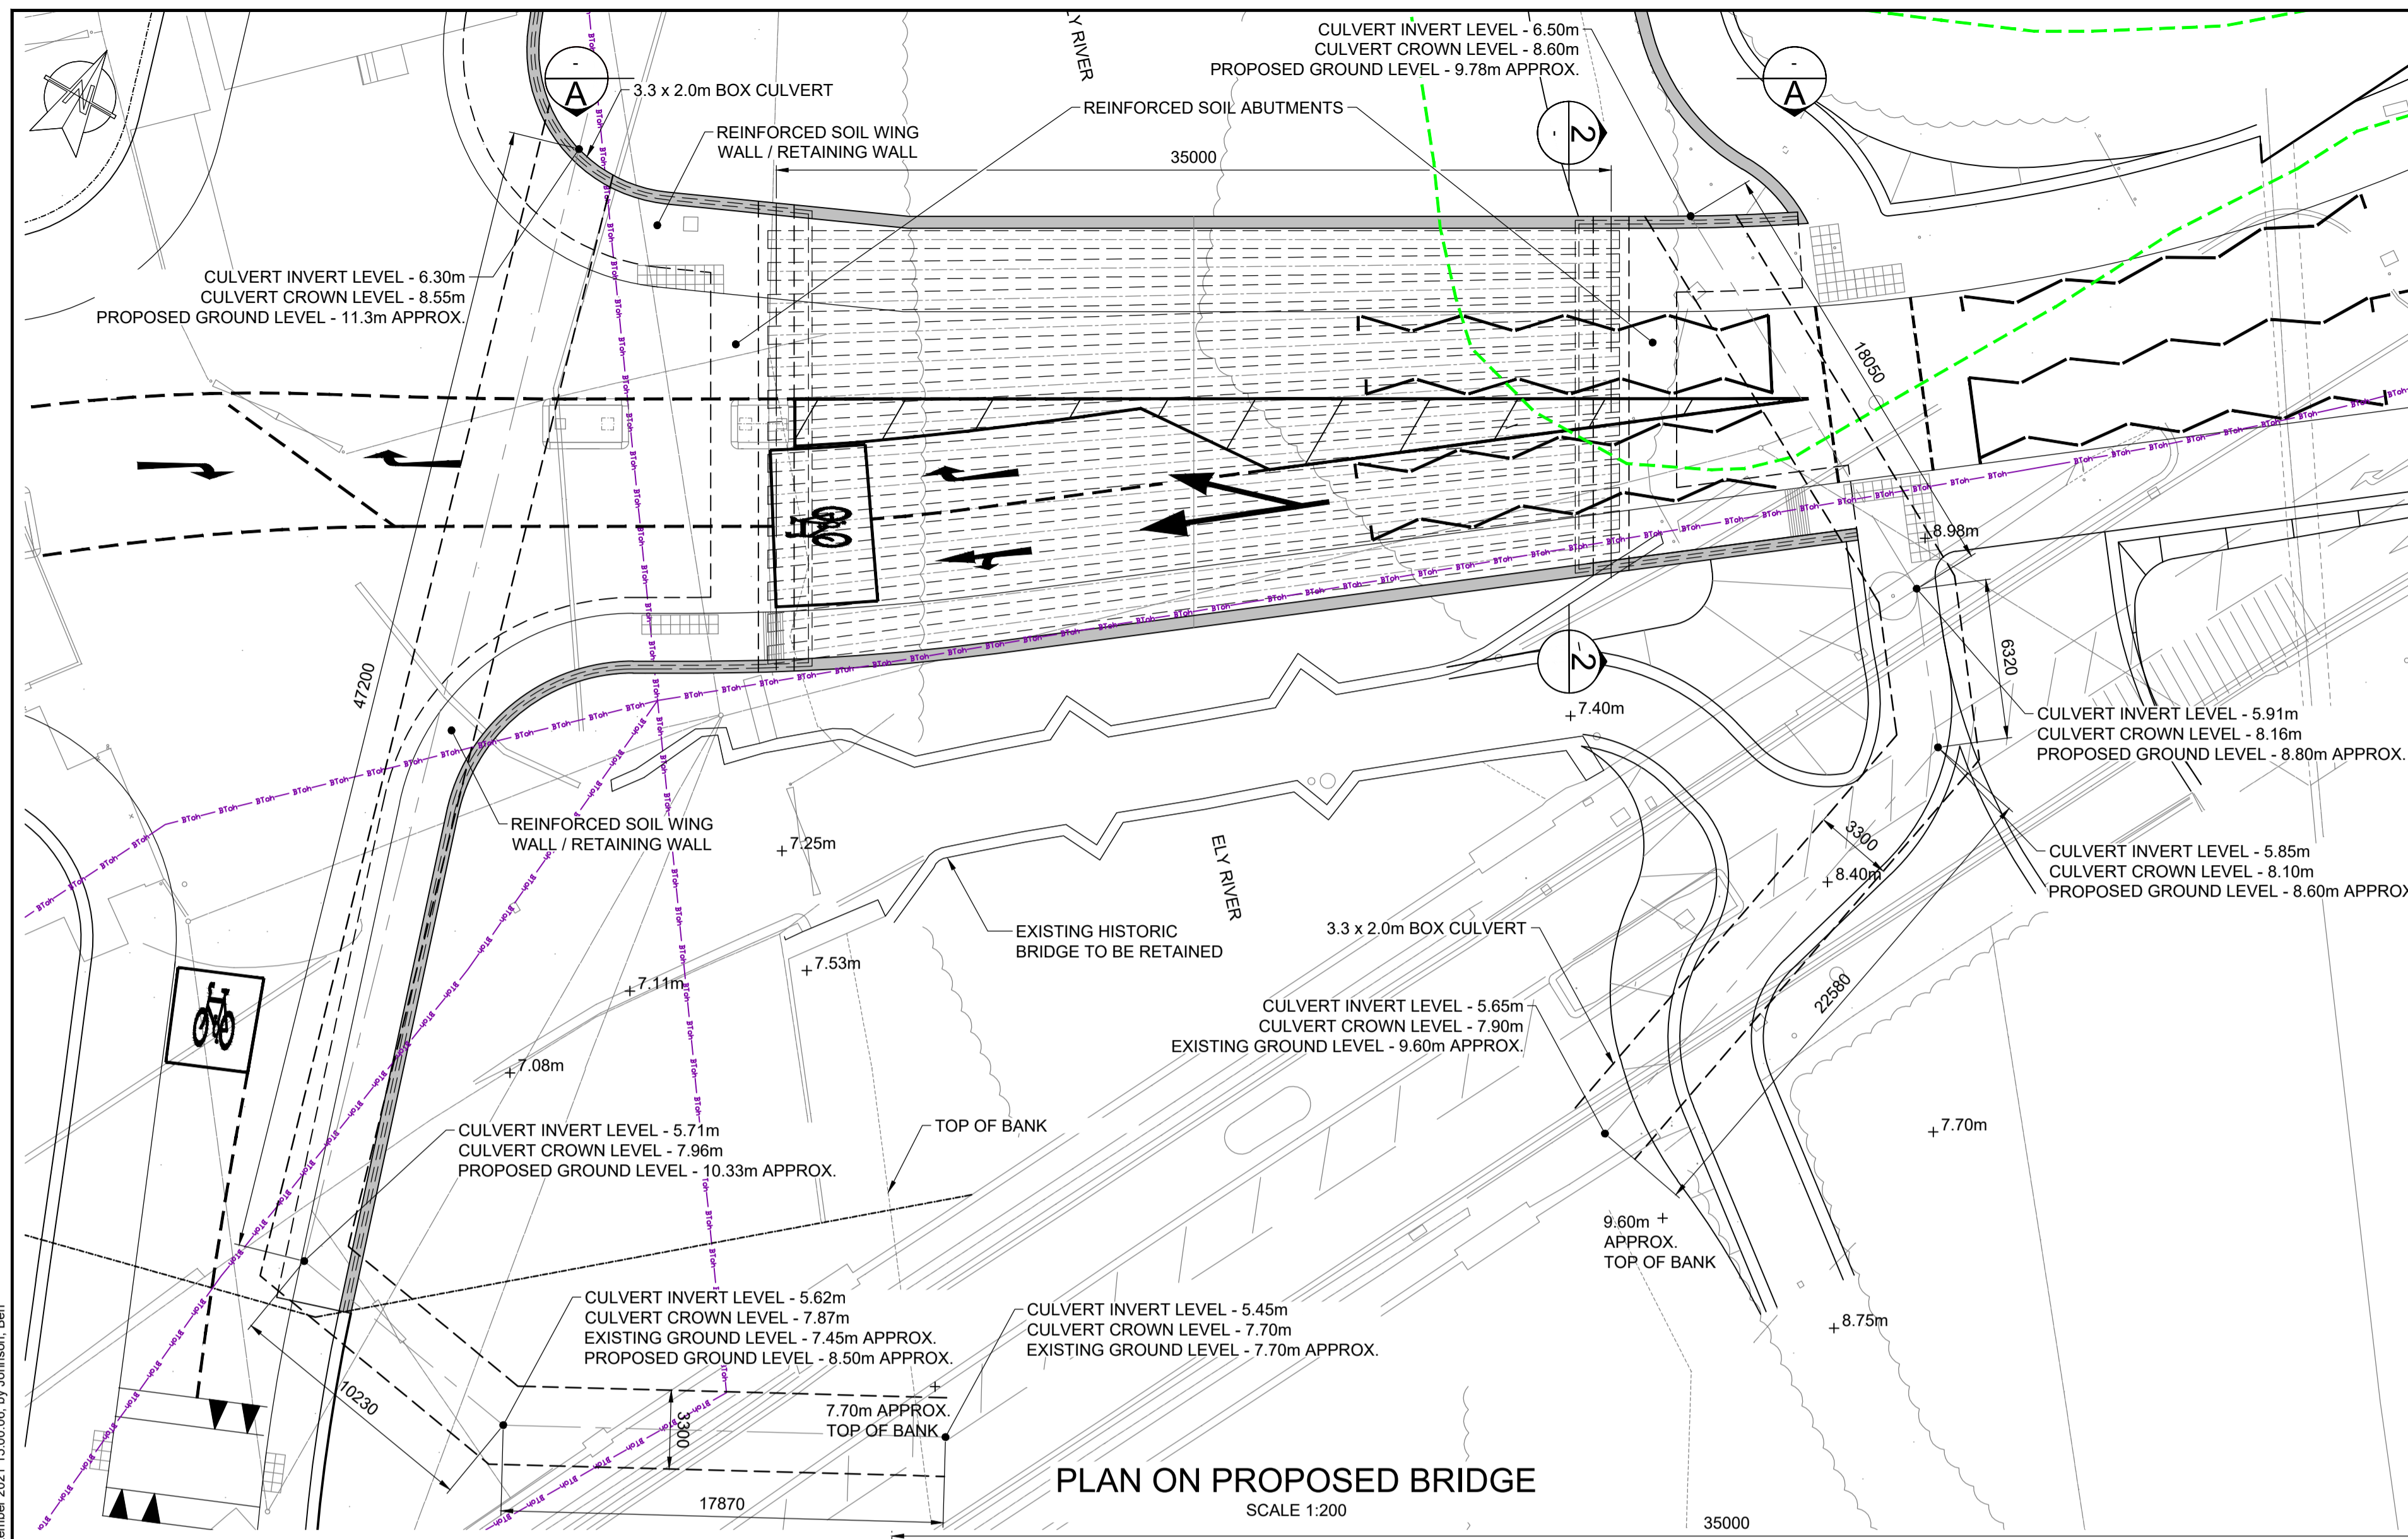 Y RIVER
CULVERT INVERT LEVEL - 6.50m
CULVERT CROWN LEVEL - 8.60m
PROPOSED GROUND LEVEL - 9.78m APPROX.
-
A
-
A
3.3 x 2.0m BOX CULVERT
REINFORCED SOIL ABUTMENTS
REINFORCED SOIL WING
WALL / RETAINING WALL
35000
-
2
N
CULVERT INVERT LEVEL - 6.30m
CULVERT CROWN LEVEL - 8.55m
PROPOSED GROUND LEVEL - 11.3m APPROX.
BToh
18050
8.98m
47200
6320
-
2
7.40m
CULVERT INVERT LEVEL - 5.91m
CULVERT CROWN LEVEL - 8.16m
PROPOSED GROUND LEVEL - 8.80m APPROX.
REINFORCED SOIL WING
WALL / RETAINING WALL
7.25m
3300
8.40m
CULVERT INVERT LEVEL - 5.85m
CULVERT CROWN LEVEL - 8.10m
PROPOSED GROUND LEVEL - 8.60m APPROX
ELY RIVER
EXISTING HISTORIC
BRIDGE TO BE RETAINED
3.3 x 2.0m BOX CULVERT
7.53m
7.11m
22580
CULVERT INVERT LEVEL - 5.65m
CULVERT CROWN LEVEL - 7.90m
EXISTING GROUND LEVEL - 9.60m APPROX.
7.08m
TOP OF BANK
7.70m
CULVERT INVERT LEVEL - 5.71m
CULVERT CROWN LEVEL - 7.96m
PROPOSED GROUND LEVEL - 10.33m APPROX.
9.60m
APPROX.
TOP OF BANK
CULVERT INVERT LEVEL - 5.62m
CULVERT CROWN LEVEL - 7.87m
EXISTING GROUND LEVEL - 7.45m APPROX.
PROPOSED GROUND LEVEL - 8.50m APPROX.
CULVERT INVERT LEVEL - 5.45m
CULVERT CROWN LEVEL - 7.70m
EXISTING GROUND LEVEL - 7.70m APPROX.
8.75m
10230
3300
7.70m APPROX.
TOP OF BANK
17870
PLAN ON PROPOSED BRIDGE
SCALE 1:200
35000